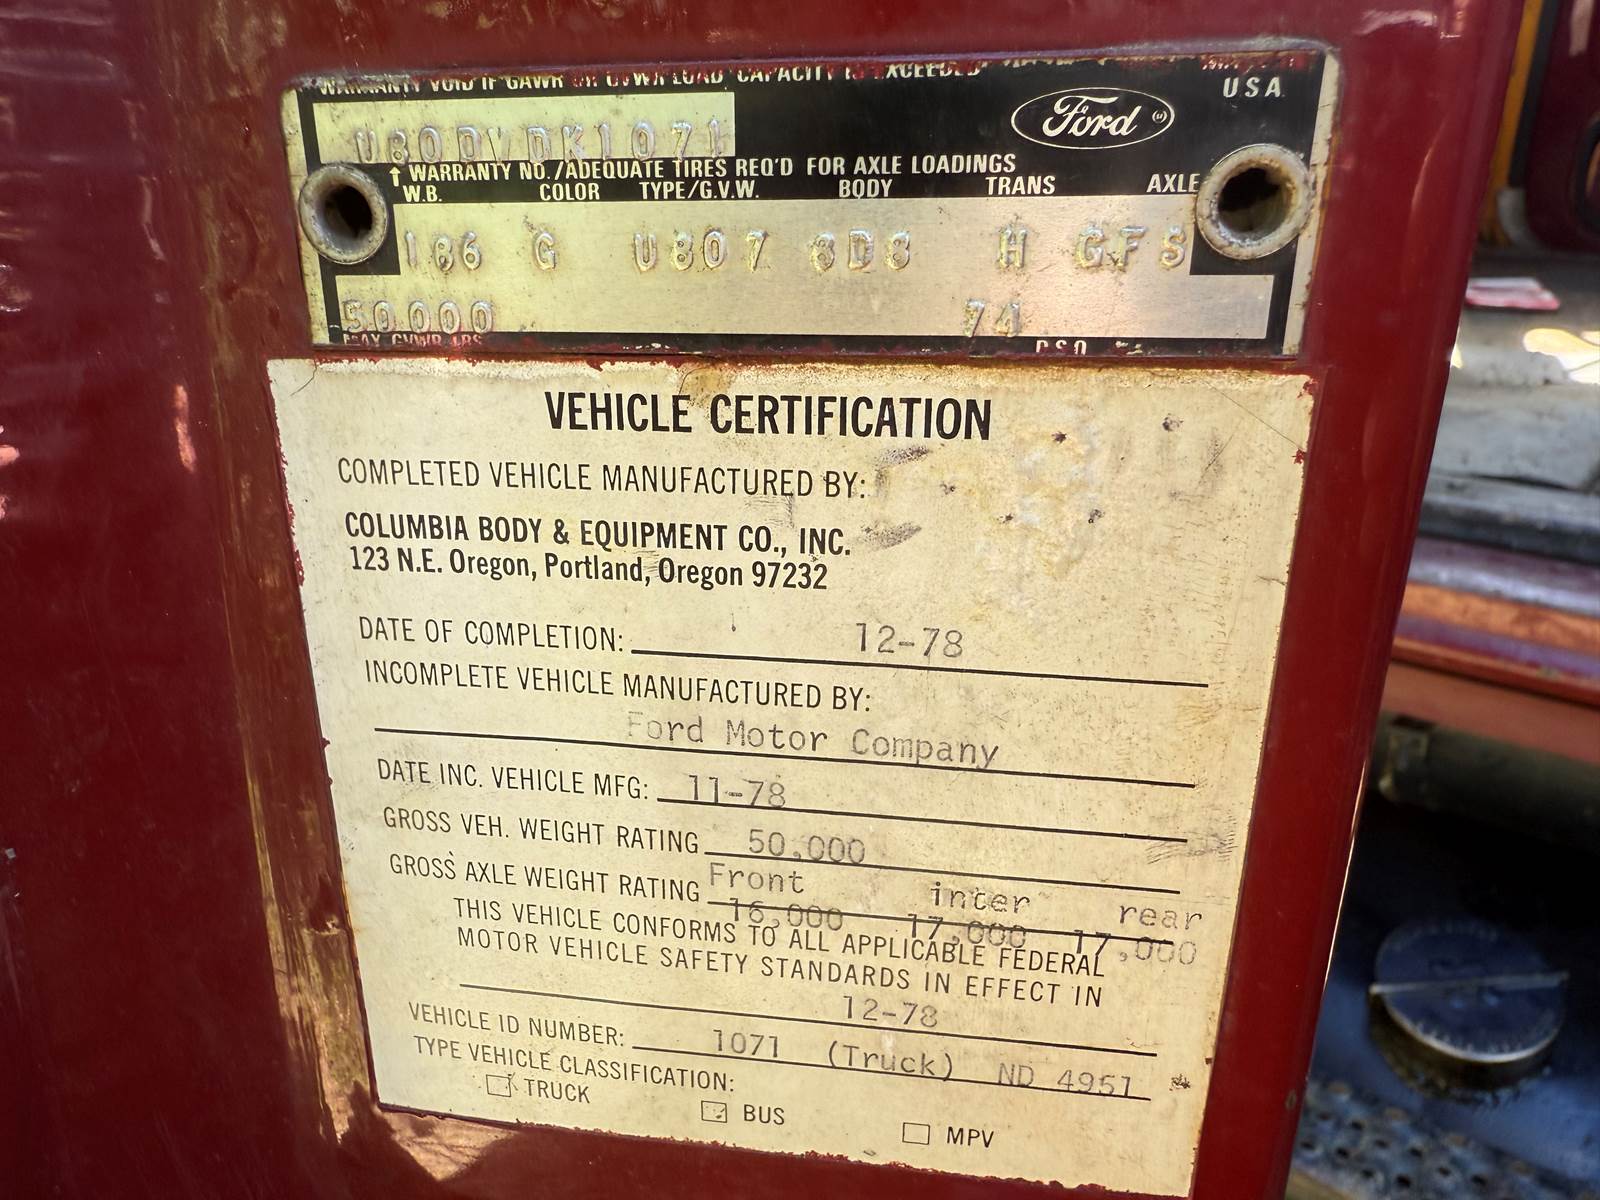 WARRANTY VOID IF GAWR OR GVWR LOAD CAPACITY IS EXCEEDED
USA
Ford
U80DVDK1071
WARRANTY NO./ADEQUATE TIRES REQ'D FOR AXLE LOADINGS
W.B. COLOR TYPE/G.V.W. BODY TRANS AXLE
186 G U807 8D8 H GFS
50000 74
MAX GVWR LBS DSO
VEHICLE CERTIFICATION
COMPLETED VEHICLE MANUFACTURED BY:
COLUMBIA BODY & EQUIPMENT CO., INC.
123 N.E. Oregon, Portland, Oregon 97232
DATE OF COMPLETION: 12-78
INCOMPLETE VEHICLE MANUFACTURED BY:
Ford Motor Company
DATE INC. VEHICLE MFG: 11-78
GROSS VEH. WEIGHT RATING 50,000
GROSS AXLE WEIGHT RATING Front inter rear
16,000 17,000 17,000
THIS VEHICLE CONFORMS TO ALL APPLICABLE FEDERAL
MOTOR VEHICLE SAFETY STANDARDS IN EFFECT IN
12-78
VEHICLE ID NUMBER: 1071 (Truck) ND 4951
TYPE VEHICLE CLASSIFICATION:
TRUCK BUS MPV